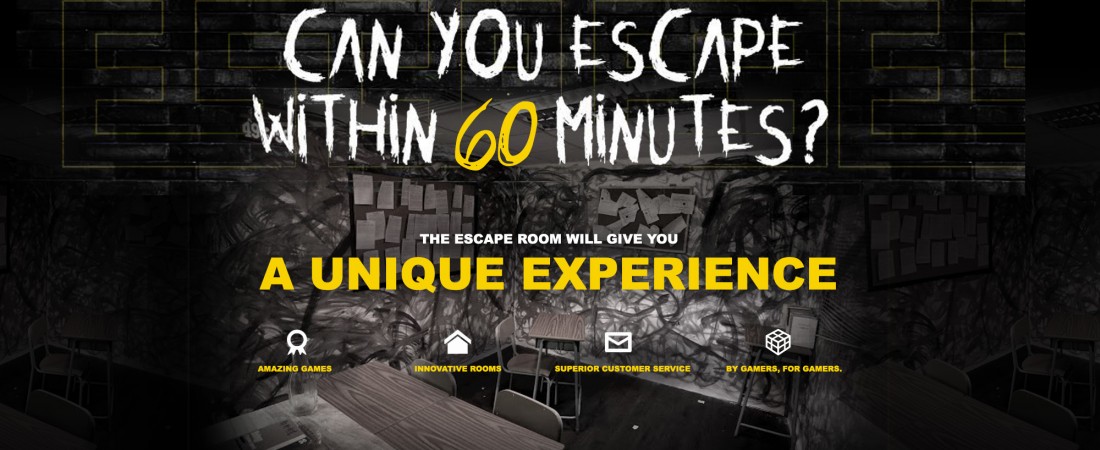 CAN YOU ESCAPE
WiTHiN 60 MiNUTES?
THE ESCAPE ROOM WILL GIVE YOU
A UNIQUE EXPERIENCE
AMAZING GAMES
INNOVATIVE ROOMS
SUPERIOR CUSTOMER SERVICE
BY GAMERS, FOR GAMERS.